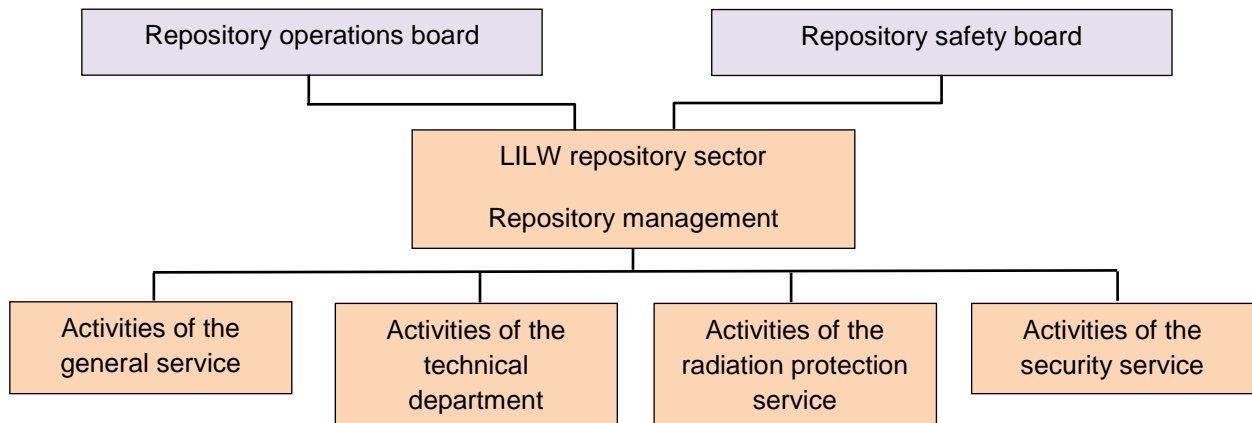 Repository operations board
Repository safety board
LILW repository sector
Repository management
Activities of the
general service
Activities of the
technical
department
Activities of the
radiation protection
service
Activities of the
security service